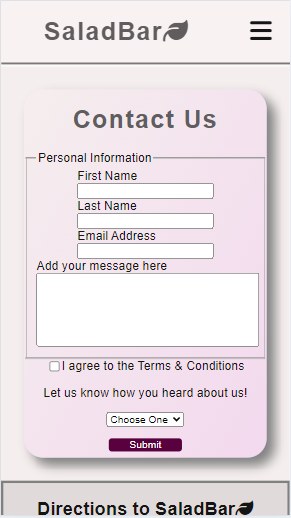 SaladBar
Contact Us
Personal Information
First Name
Last Name
Email Address
Add your message here
I agree to the Terms & Conditions
Let us know how you heard about us!
Choose One
Submit
Directions to SaladBar